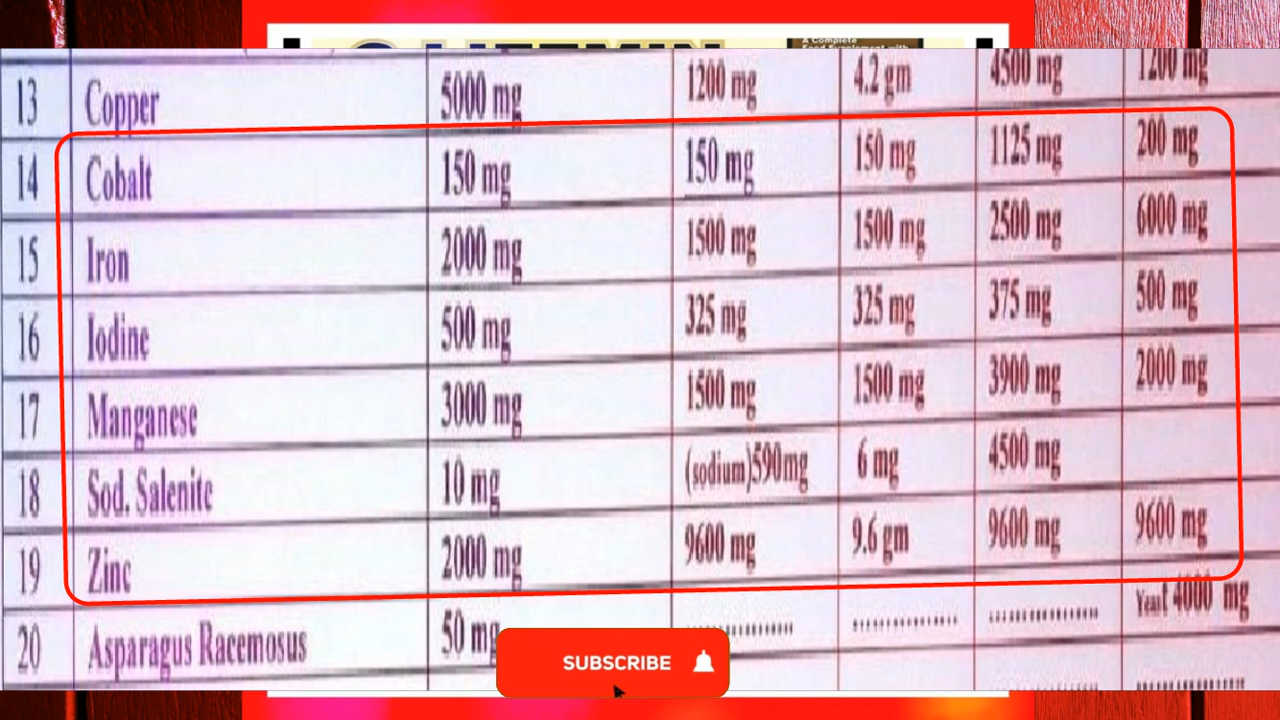 A Complete
Food Supplement with
13 Copper 5000 mg 1200 mg 4.2 gm 4500 mg 1200 mg
14 Cobalt 150 mg 150 mg 150 mg 1125 mg 200 mg
15 Iron 2000 mg 1500 mg 1500 mg 2500 mg 6000 mg
16 Iodine 500 mg 325 mg 325 mg 375 mg 500 mg
17 Manganese 3000 mg 1500 mg 1500 mg 3900 mg 2000 mg
18 Sod. Salenite 10 mg (sodium)590mg 6 mg 4500 mg
19 Zinc 2000 mg 9600 mg 9.6 gm 9600 mg 9600 mg
20 Asparagus Racemosus 50 mg ............... ............... ............... Yeast 4000 mg
SUBSCRIBE